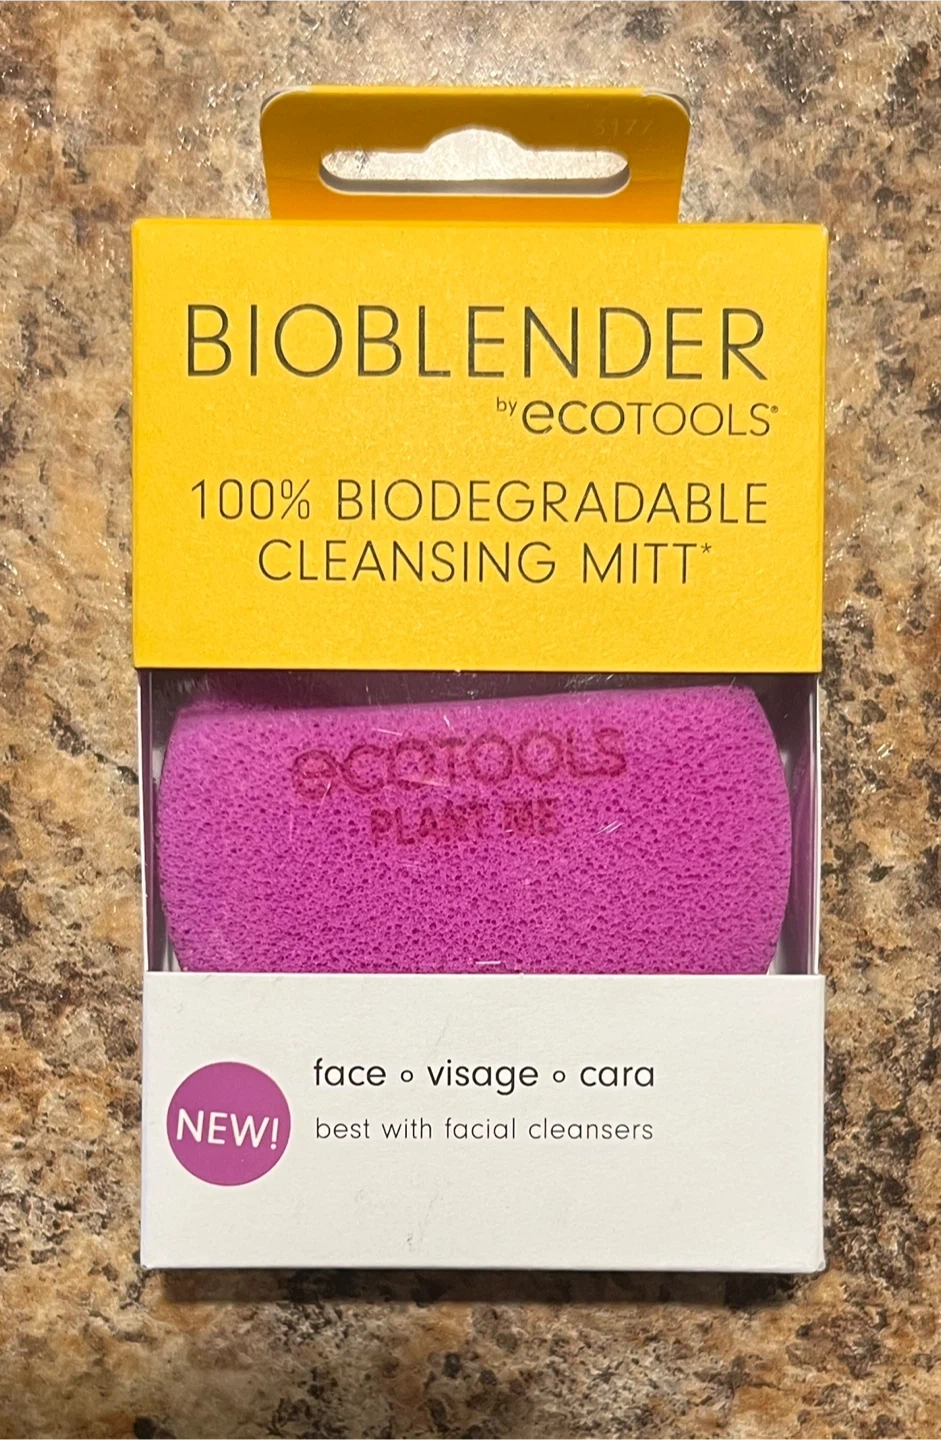 3177
BIOBLENDER
by ecoTOOLS®
100% BIODEGRADABLE
CLEANSING MITT*
ecoTOOLS
PLANT ME
face o visage o cara
NEW!
best with facial cleansers